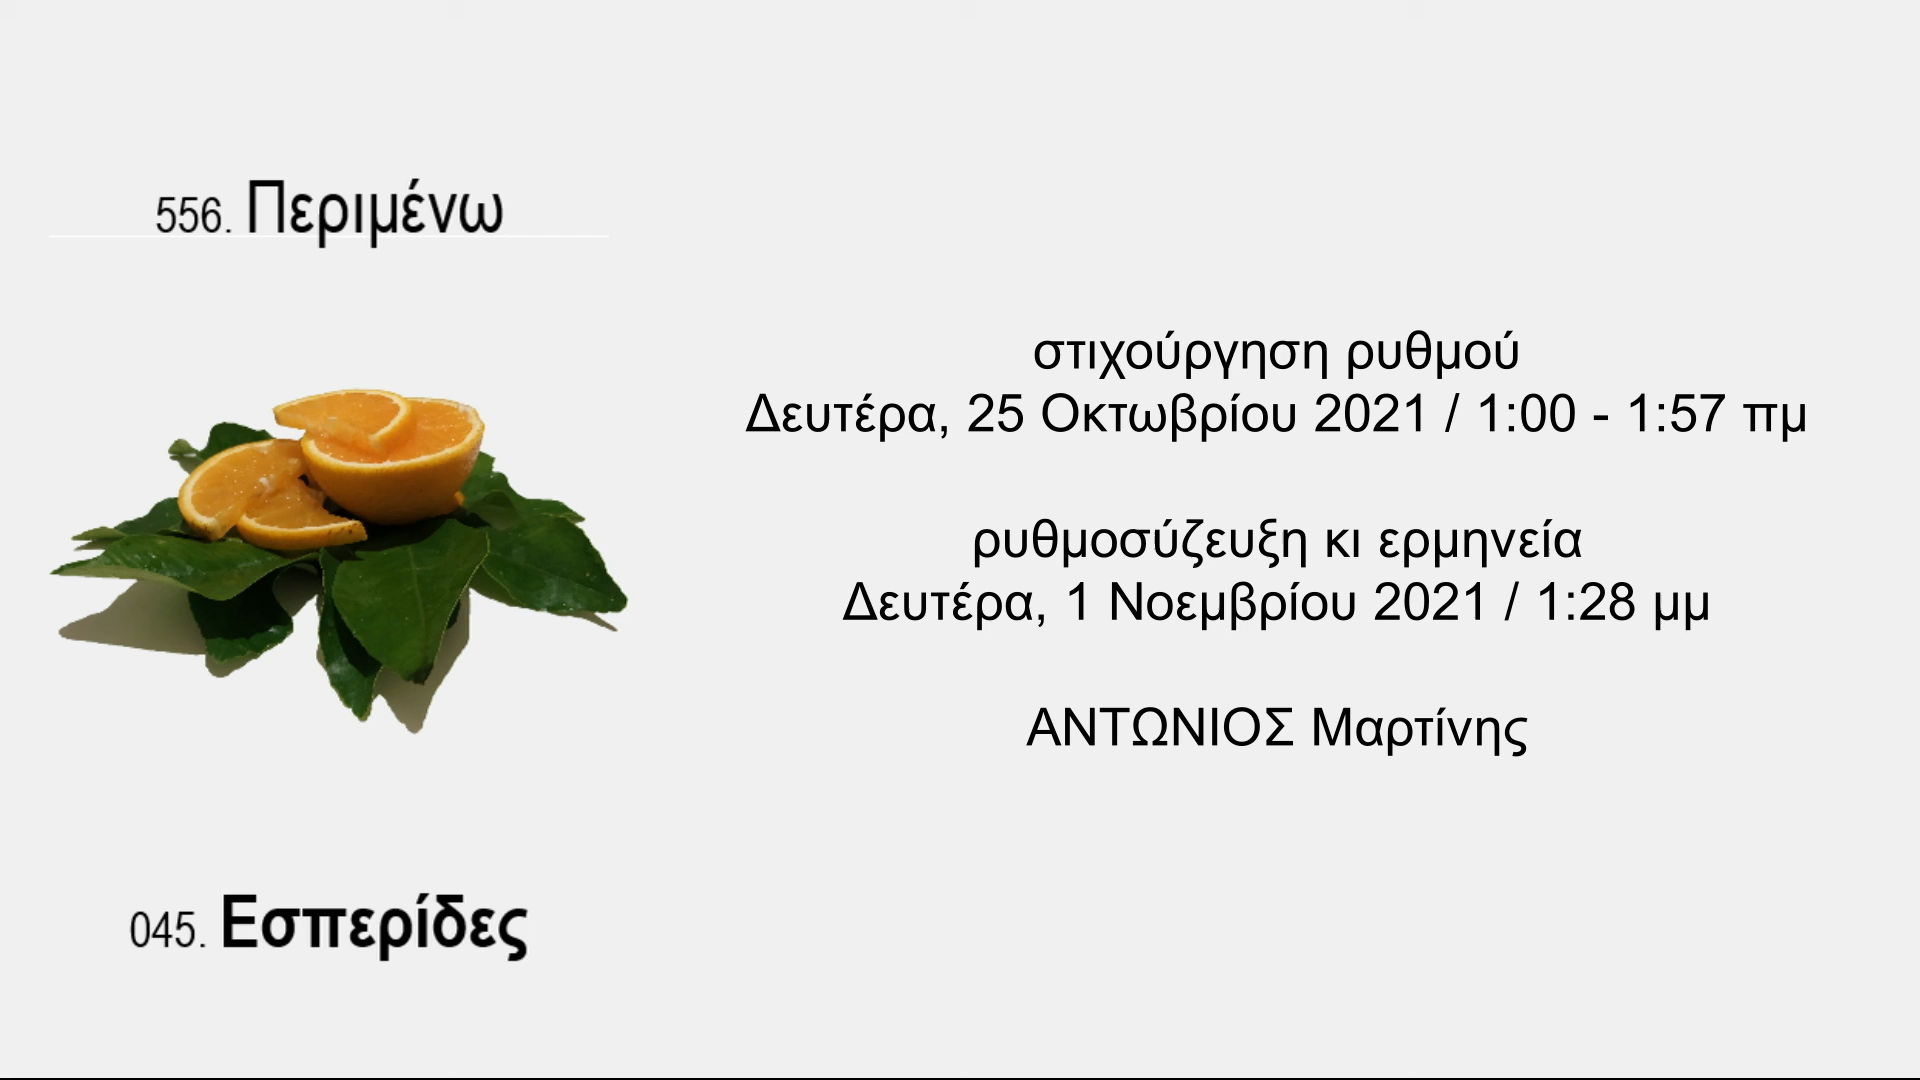 556. Περιμένω
στιχούργηση ρυθμού
Δευτέρα, 25 Οκτωβρίου 2021 / 1:00 - 1:57 πμ
ρυθμοσύζευξη κι ερμηνεία
Δευτέρα, 1 Νοεμβρίου 2021 / 1:28 μμ
ΑΝΤΩΝΙΟΣ Μαρτίνης
045. Εσπερίδες